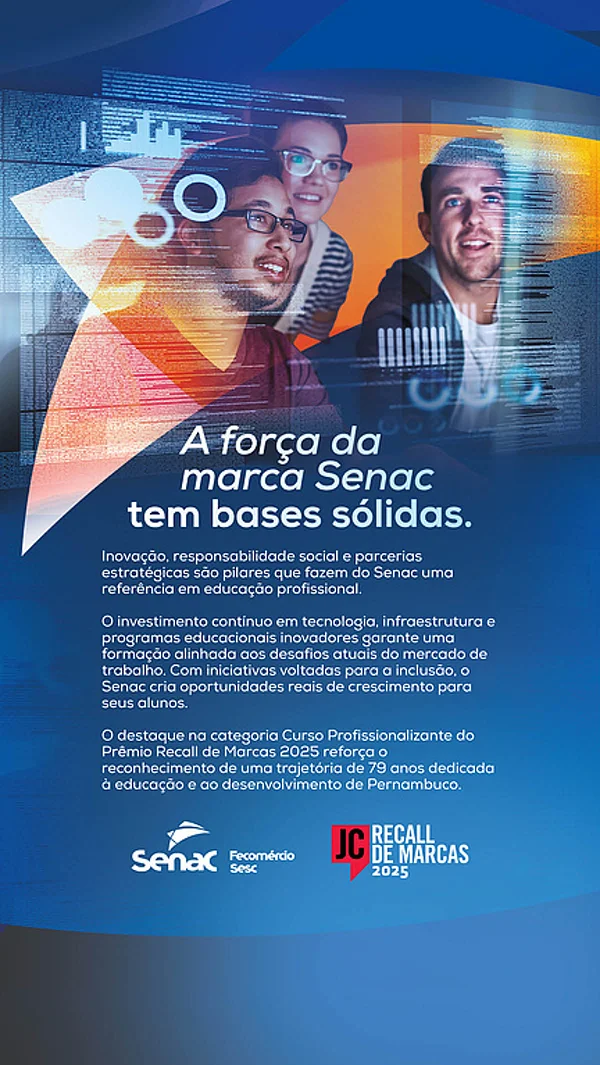 A força da
marca Senac
tem bases sólidas.
Inovação, responsabilidade social e parcerias
estratégicas são pilares que fazem do Senac uma
referência em educação profissional.
O investimento contínuo em tecnologia, infraestrutura e
programas educacionais inovadores garante uma
formação alinhada aos desafios atuais do mercado de
trabalho. Com iniciativas voltadas para a inclusão, o
Senac cria oportunidades reais de crescimento para
seus alunos.
O destaque na categoria Curso Profissionalizante do
Prêmio Recall de Marcas 2025 reforça o
reconhecimento de uma trajetória de 79 anos dedicada
à educação e ao desenvolvimento de Pernambuco.
Senac
Fecomércio
Sesc
JC
RECALL
DE MARCAS
2025